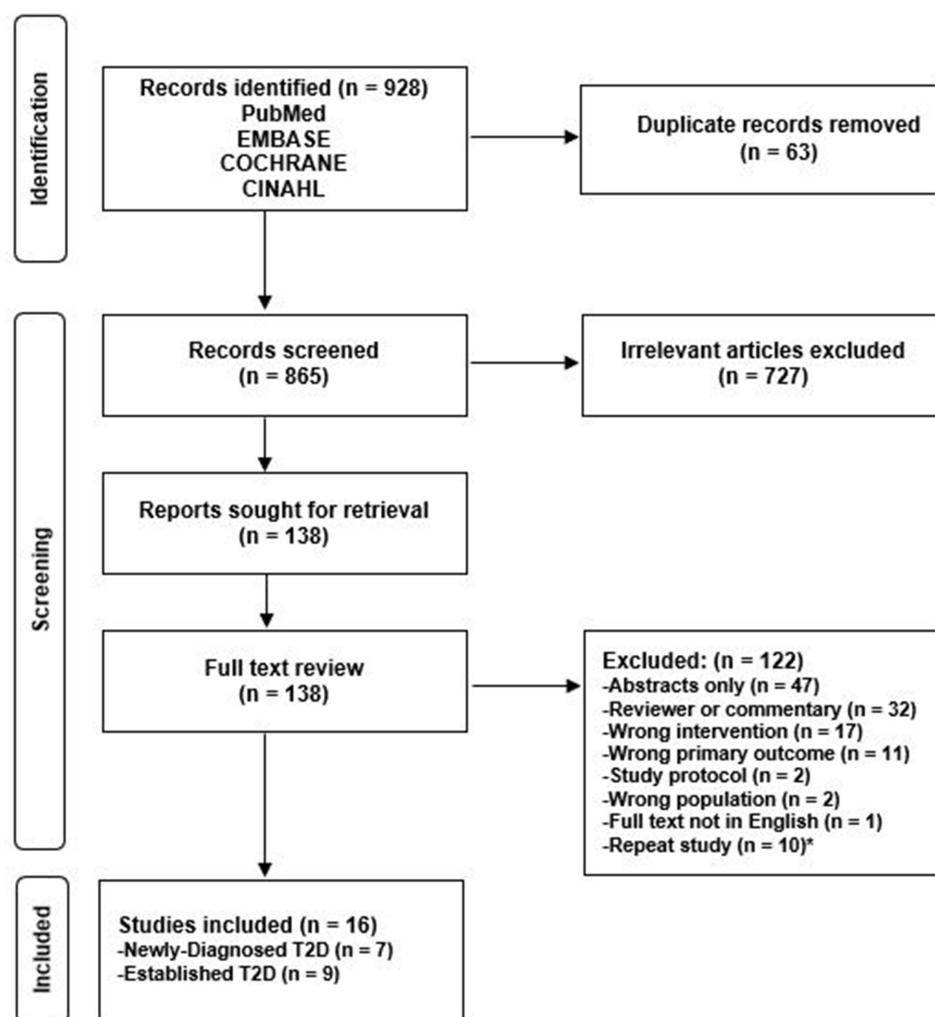 Identification
Records identified (n = 928)
PubMed
EMBASE
COCHRANE
CINAHL
Duplicate records removed
(n = 63)
Screening
Records screened
(n = 865)
Irrelevant articles excluded
(n = 727)
Reports sought for retrieval
(n = 138)
Full text review
(n = 138)
Excluded: (n = 122)
-Abstracts only (n = 47)
-Reviewer or commentary (n = 32)
-Wrong intervention (n = 17)
-Wrong primary outcome (n = 11)
-Study protocol (n = 2)
-Wrong population (n = 2)
-Full text not in English (n = 1)
-Repeat study (n = 10)*
Included
Studies included (n = 16)
-Newly-Diagnosed T2D (n = 7)
-Established T2D (n = 9)